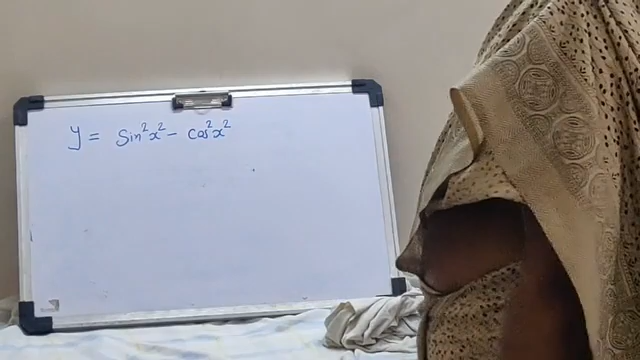 y = Sin²x² - cos²x²